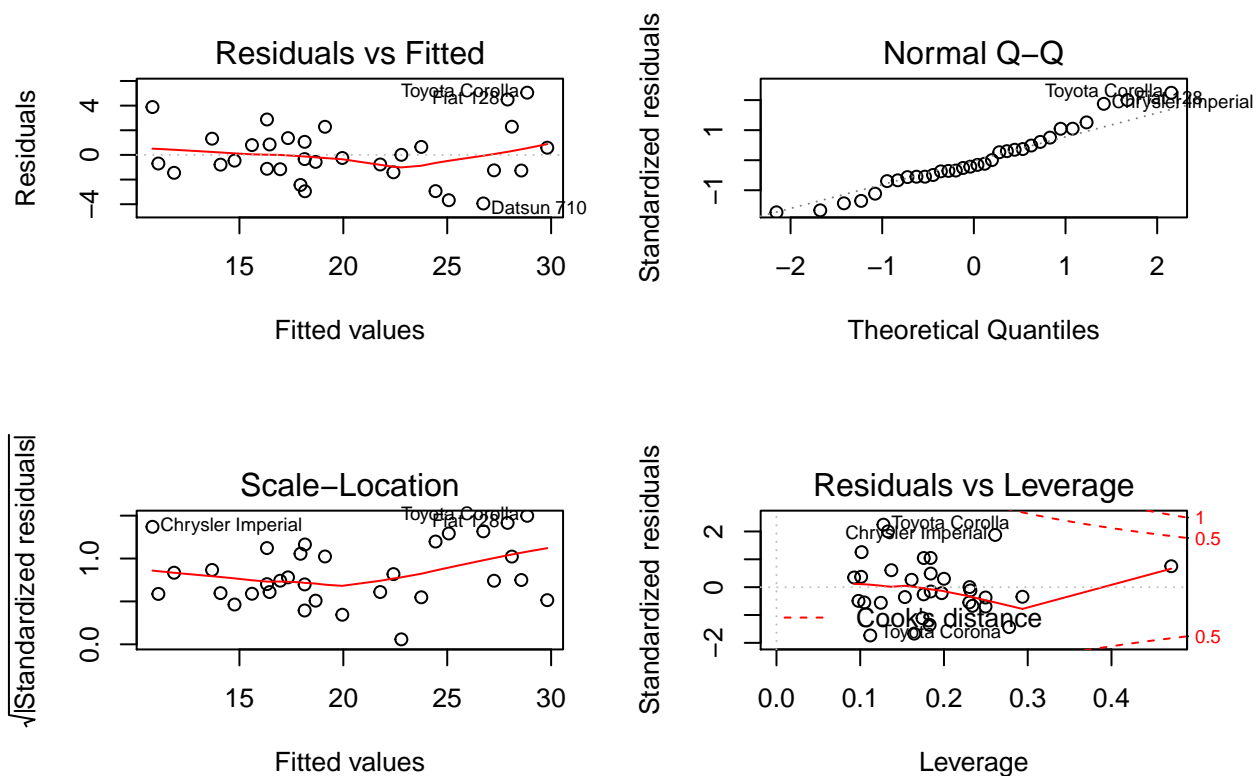 Residuals vs Fitted
Residuals
4
0
−4
Toyota Corolla
Fiat 128
Datsun 710
15
20
25
30
Fitted values
Normal Q−Q
Standardized residuals
1
−1
Toyota Corolla
Fiat 128
Chrysler Imperial
−2
−1
0
1
2
Theoretical Quantiles
Scale−Location
√|Standardized residuals|
1.0
0.0
Chrysler Imperial
Toyota Corolla
Fiat 128
15
20
25
30
Fitted values
Residuals vs Leverage
Standardized residuals
2
0
−2
Toyota Corolla
Chrysler Imperial
Cook's distance
Toyota Corona
1
0.5
0.5
0.0
0.1
0.2
0.3
0.4
Leverage